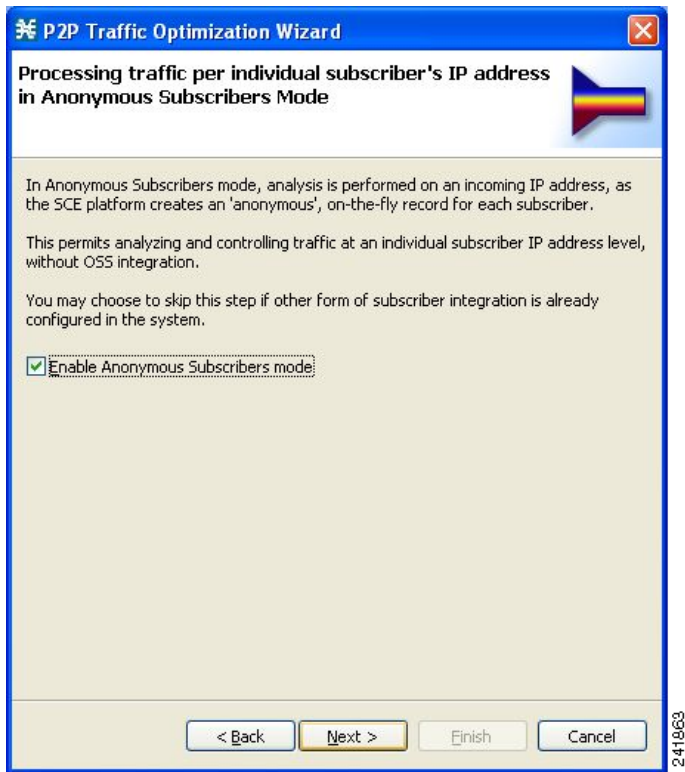 P2P Traffic Optimization Wizard
Processing traffic per individual subscriber's IP address
in Anonymous Subscribers Mode
In Anonymous Subscribers mode, analysis is performed on an incoming IP address, as
the SCE platform creates an 'anonymous', on-the-fly record for each subscriber.
This permits analyzing and controlling traffic at an individual subscriber IP address level,
without OSS integration.
You may choose to skip this step if other form of subscriber integration is already
configured in the system.
Enable Anonymous Subscribers mode
< Back Next > Finish Cancel
241863